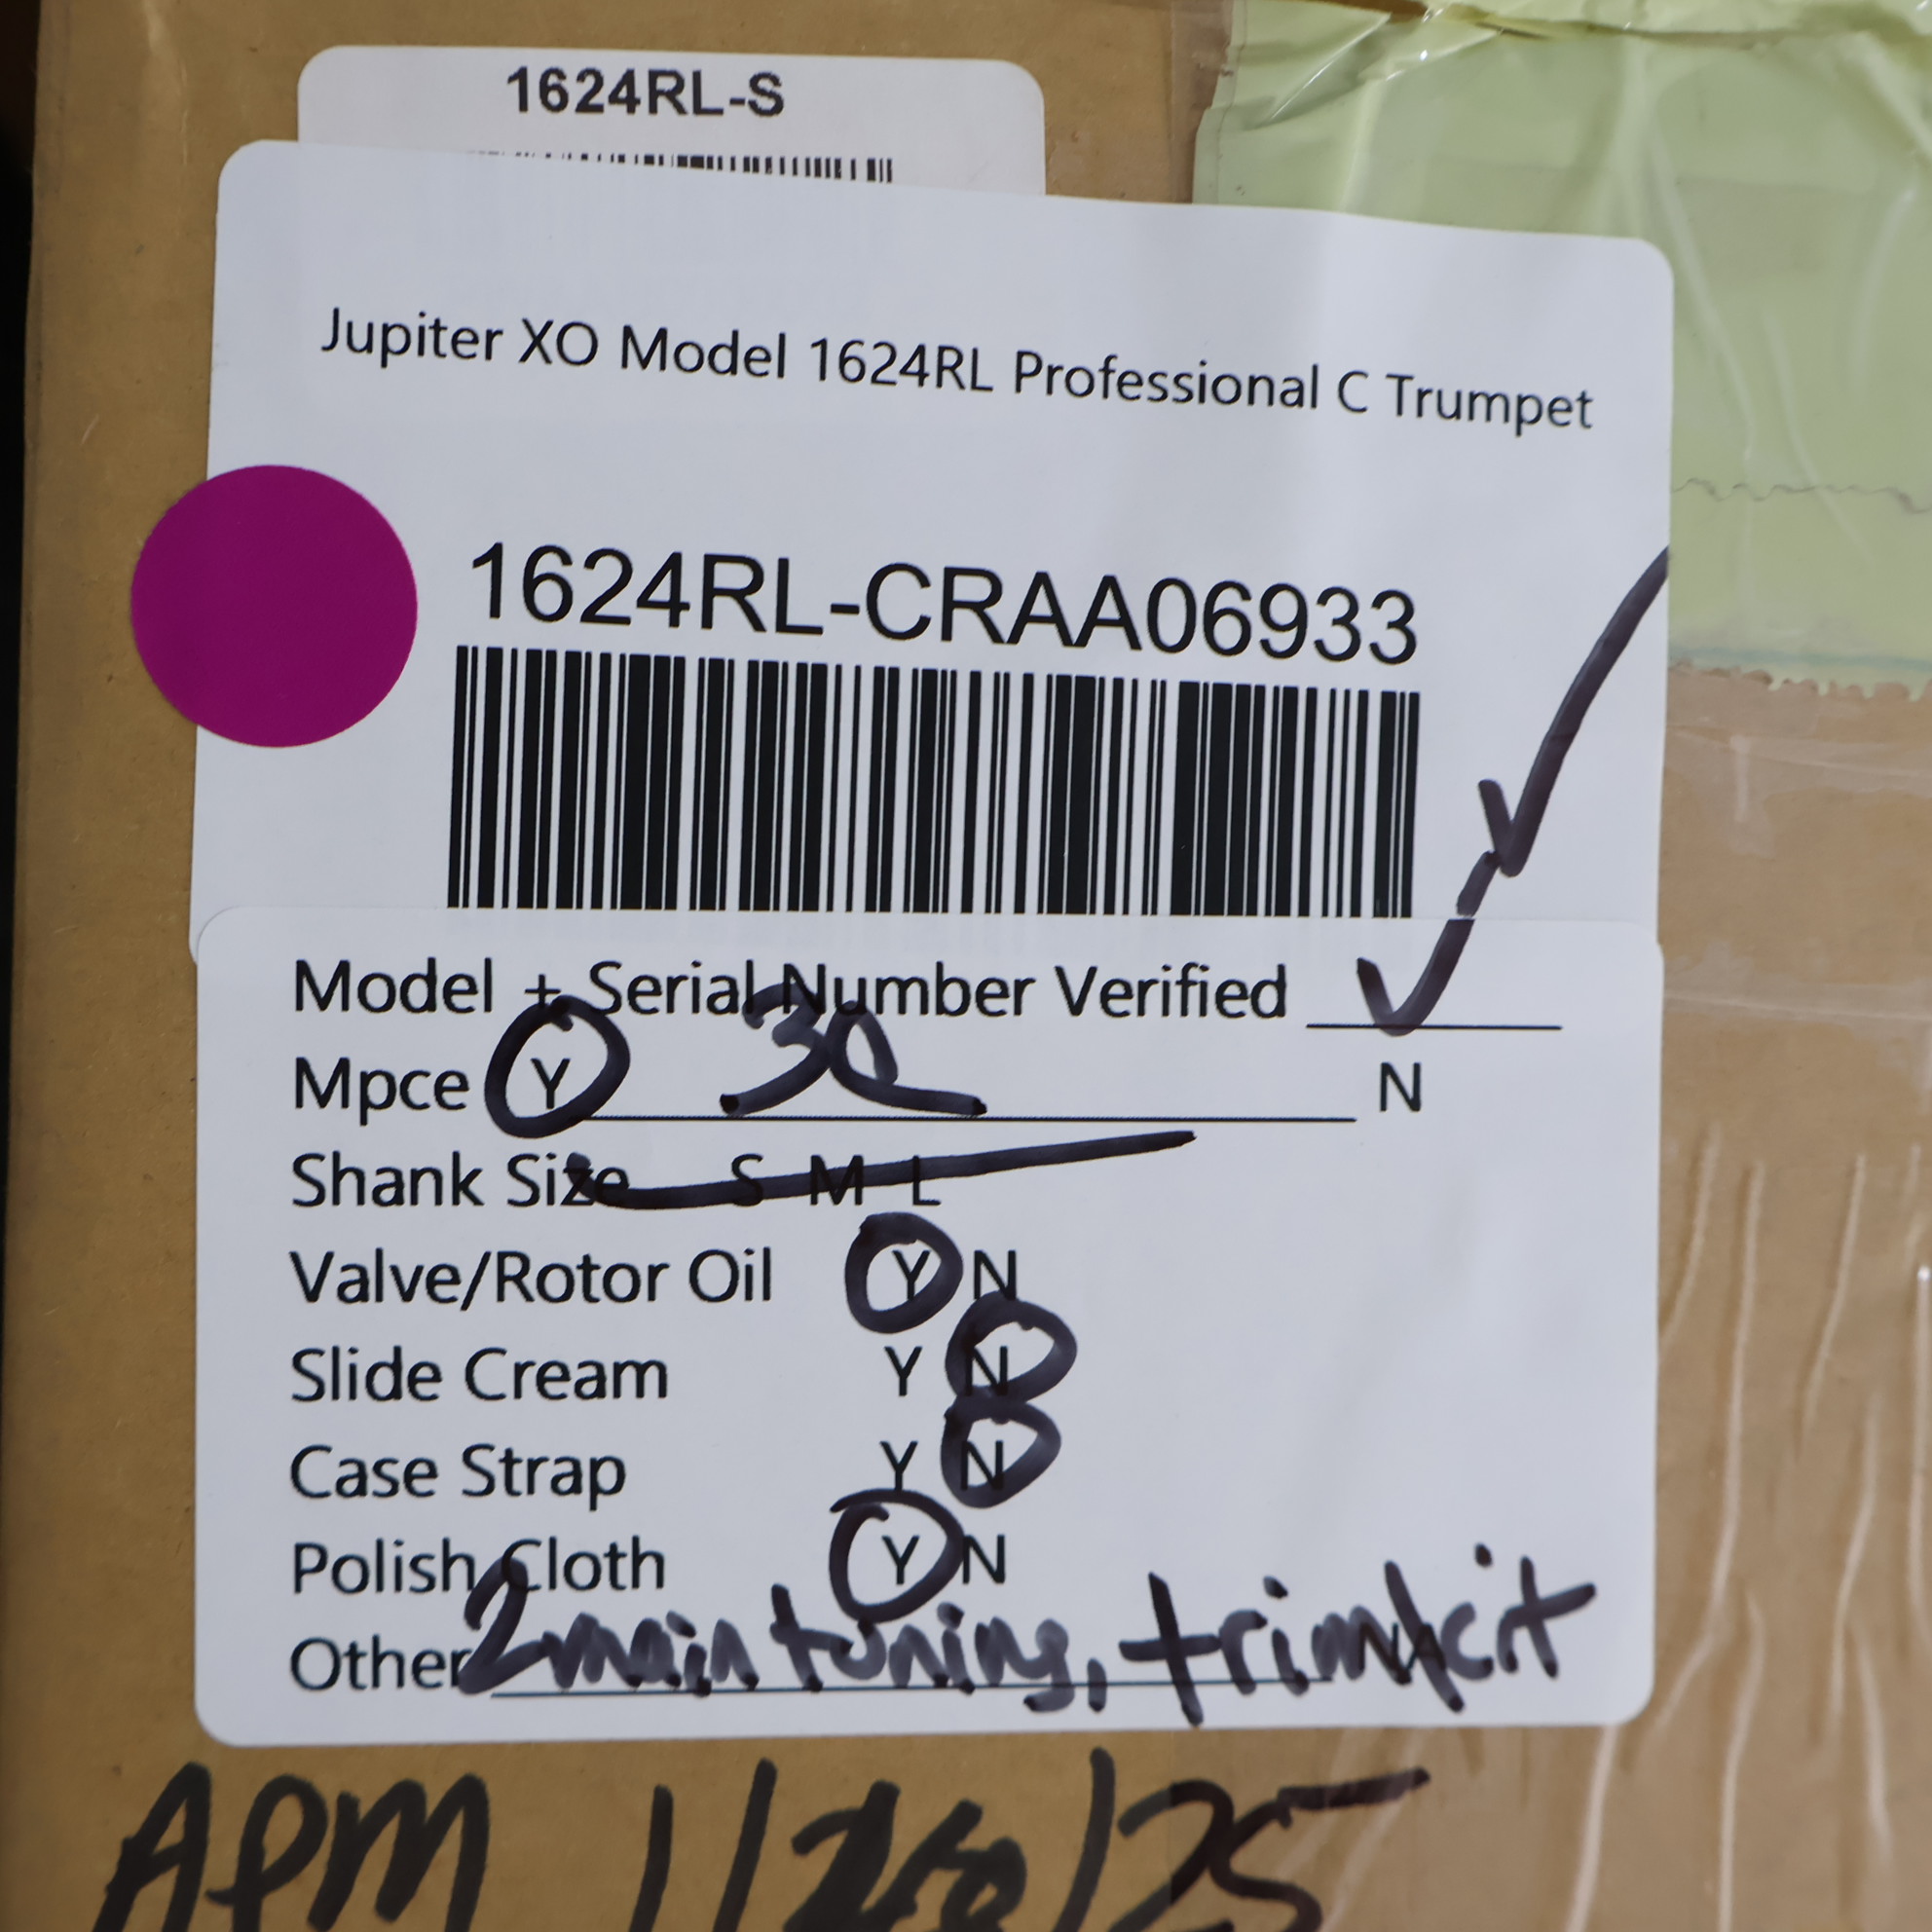 1624RL-S
Jupiter XO Model 1624RL Professional C Trumpet
1624RL-CRAA06933
Model + Serial Number Verified
Mpce Y N
Shank Size S M L
Valve/Rotor Oil Y N
Slide Cream Y N
Case Strap Y N
Polish Cloth Y N
Other 2 main tuning, trim kit
APM